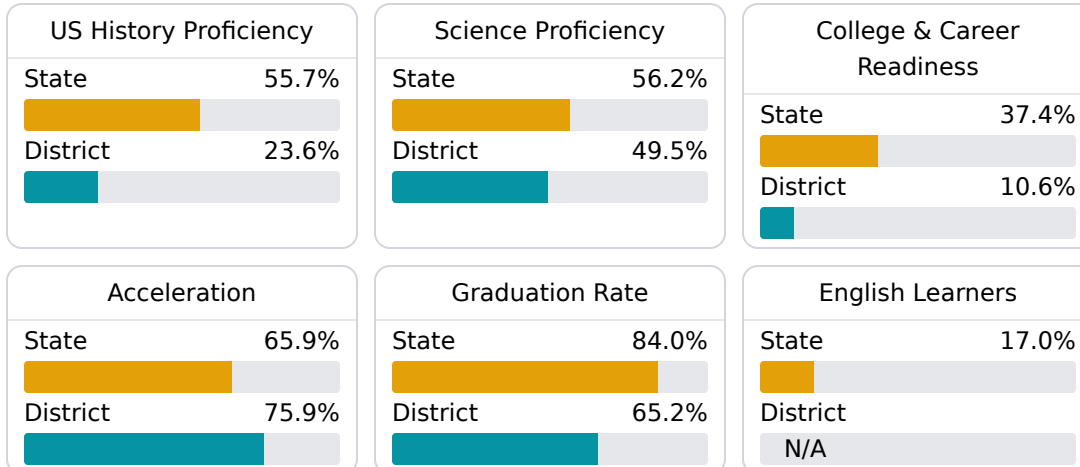 US History Proficiency
State 55.7%
District 23.6%
Science Proficiency
State 56.2%
District 49.5%
College & Career
Readiness
State 37.4%
District 10.6%
Acceleration
State 65.9%
District 75.9%
Graduation Rate
State 84.0%
District 65.2%
English Learners
State 17.0%
District
N/A